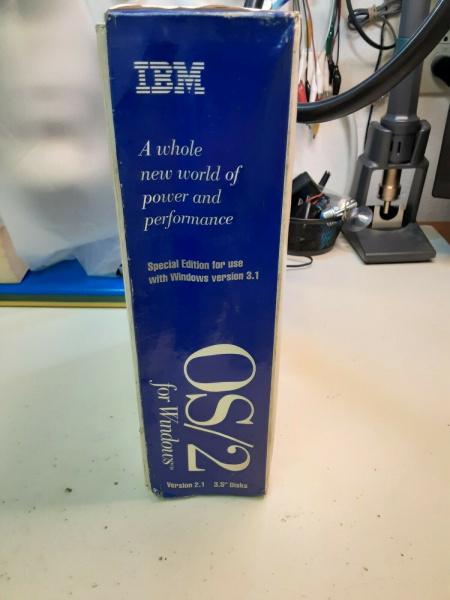 IBM
A whole
new world of
power and
performance
Special Edition for use
with Windows version 3.1
OS/2
for Windows™
Version 2.1 3.5" Disks